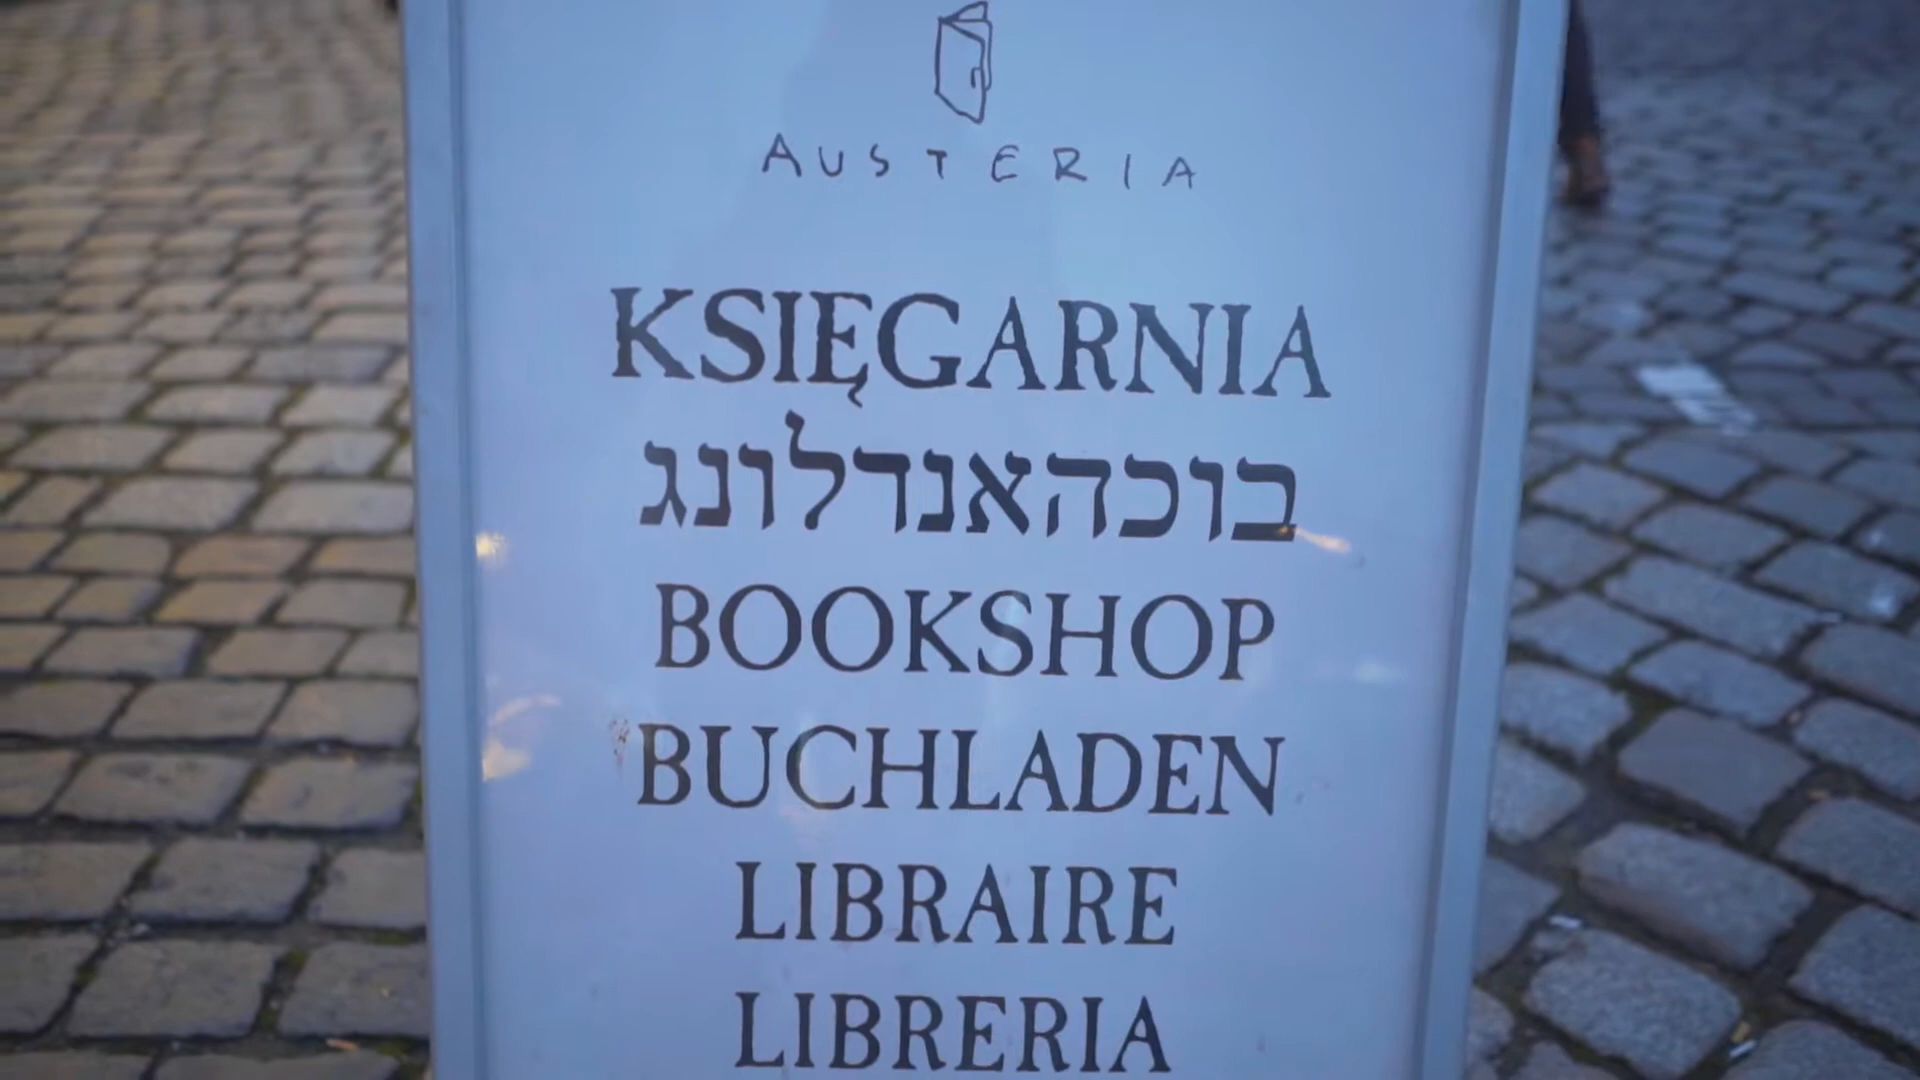 AUSTERIA
KSIĘGARNIA
בוכהאנדלונג
BOOKSHOP
BUCHLADEN
LIBRAIRE
LIBRERIA